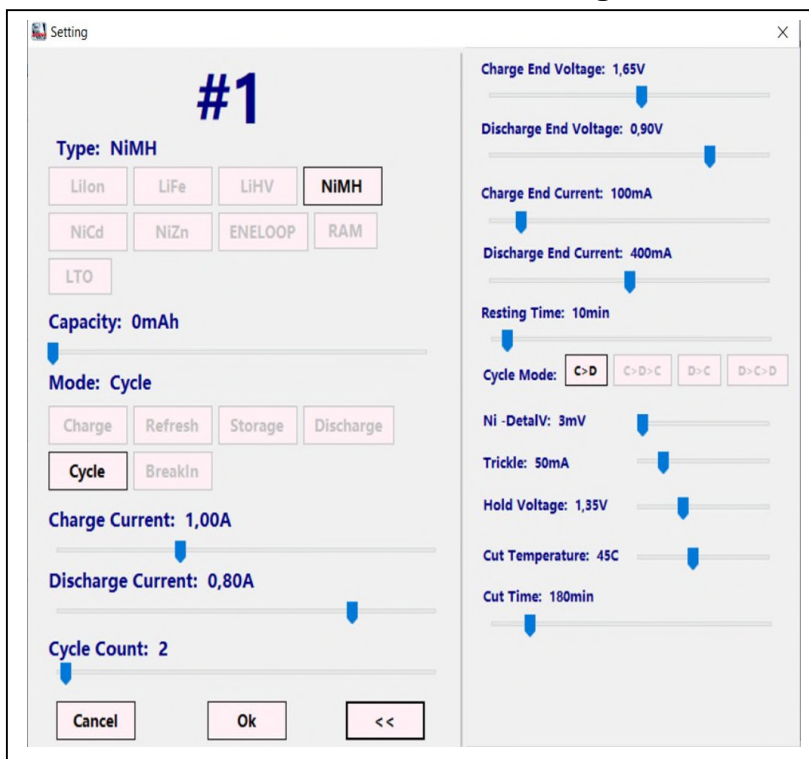 Setting
#1
Type: NiMH
LiIon LiFe LiHV NiMH
NiCd NiZn ENELOOP RAM
LTO
Capacity: 0mAh
Mode: Cycle
Charge Refresh Storage Discharge
Cycle BreakIn
Charge Current: 1,00A
Discharge Current: 0,80A
Cycle Count: 2
Cancel Ok <<
Charge End Voltage: 1,65V
Discharge End Voltage: 0,90V
Charge End Current: 100mA
Discharge End Current: 400mA
Resting Time: 10min
Cycle Mode: C>D C>D>C D>C D>C>D
Ni -DetalV: 3mV
Trickle: 50mA
Hold Voltage: 1,35V
Cut Temperature: 45C
Cut Time: 180min